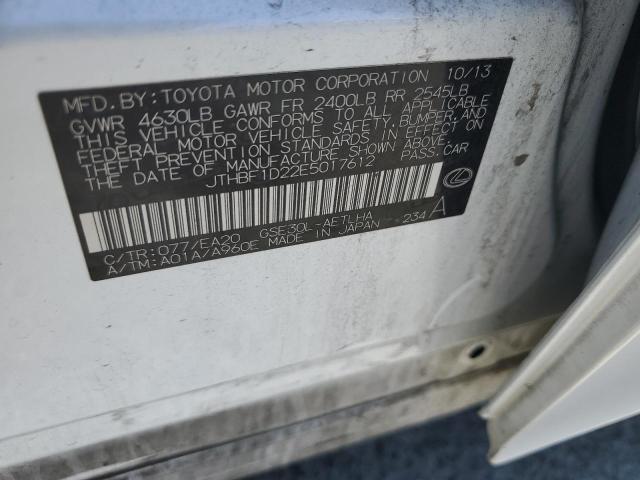 MFD. BY: TOYOTA MOTOR CORPORATION 10/13
GVWR 4630LB GAWR FR 2400LB RR 2545LB
THIS VEHICLE CONFORMS TO ALL APPLICABLE
FEDERAL MOTOR VEHICLE SAFETY, BUMPER, AND
THEFT PREVENTION STANDARDS IN EFFECT ON
THE DATE OF MANUFACTURE SHOWN ABOVE.
JTHBF1D22E5017612 PASS. CAR
C/TR: 077/EA20 GSE30L-AETLHA 234 A
A/TM: A01A/A960E MADE IN JAPAN